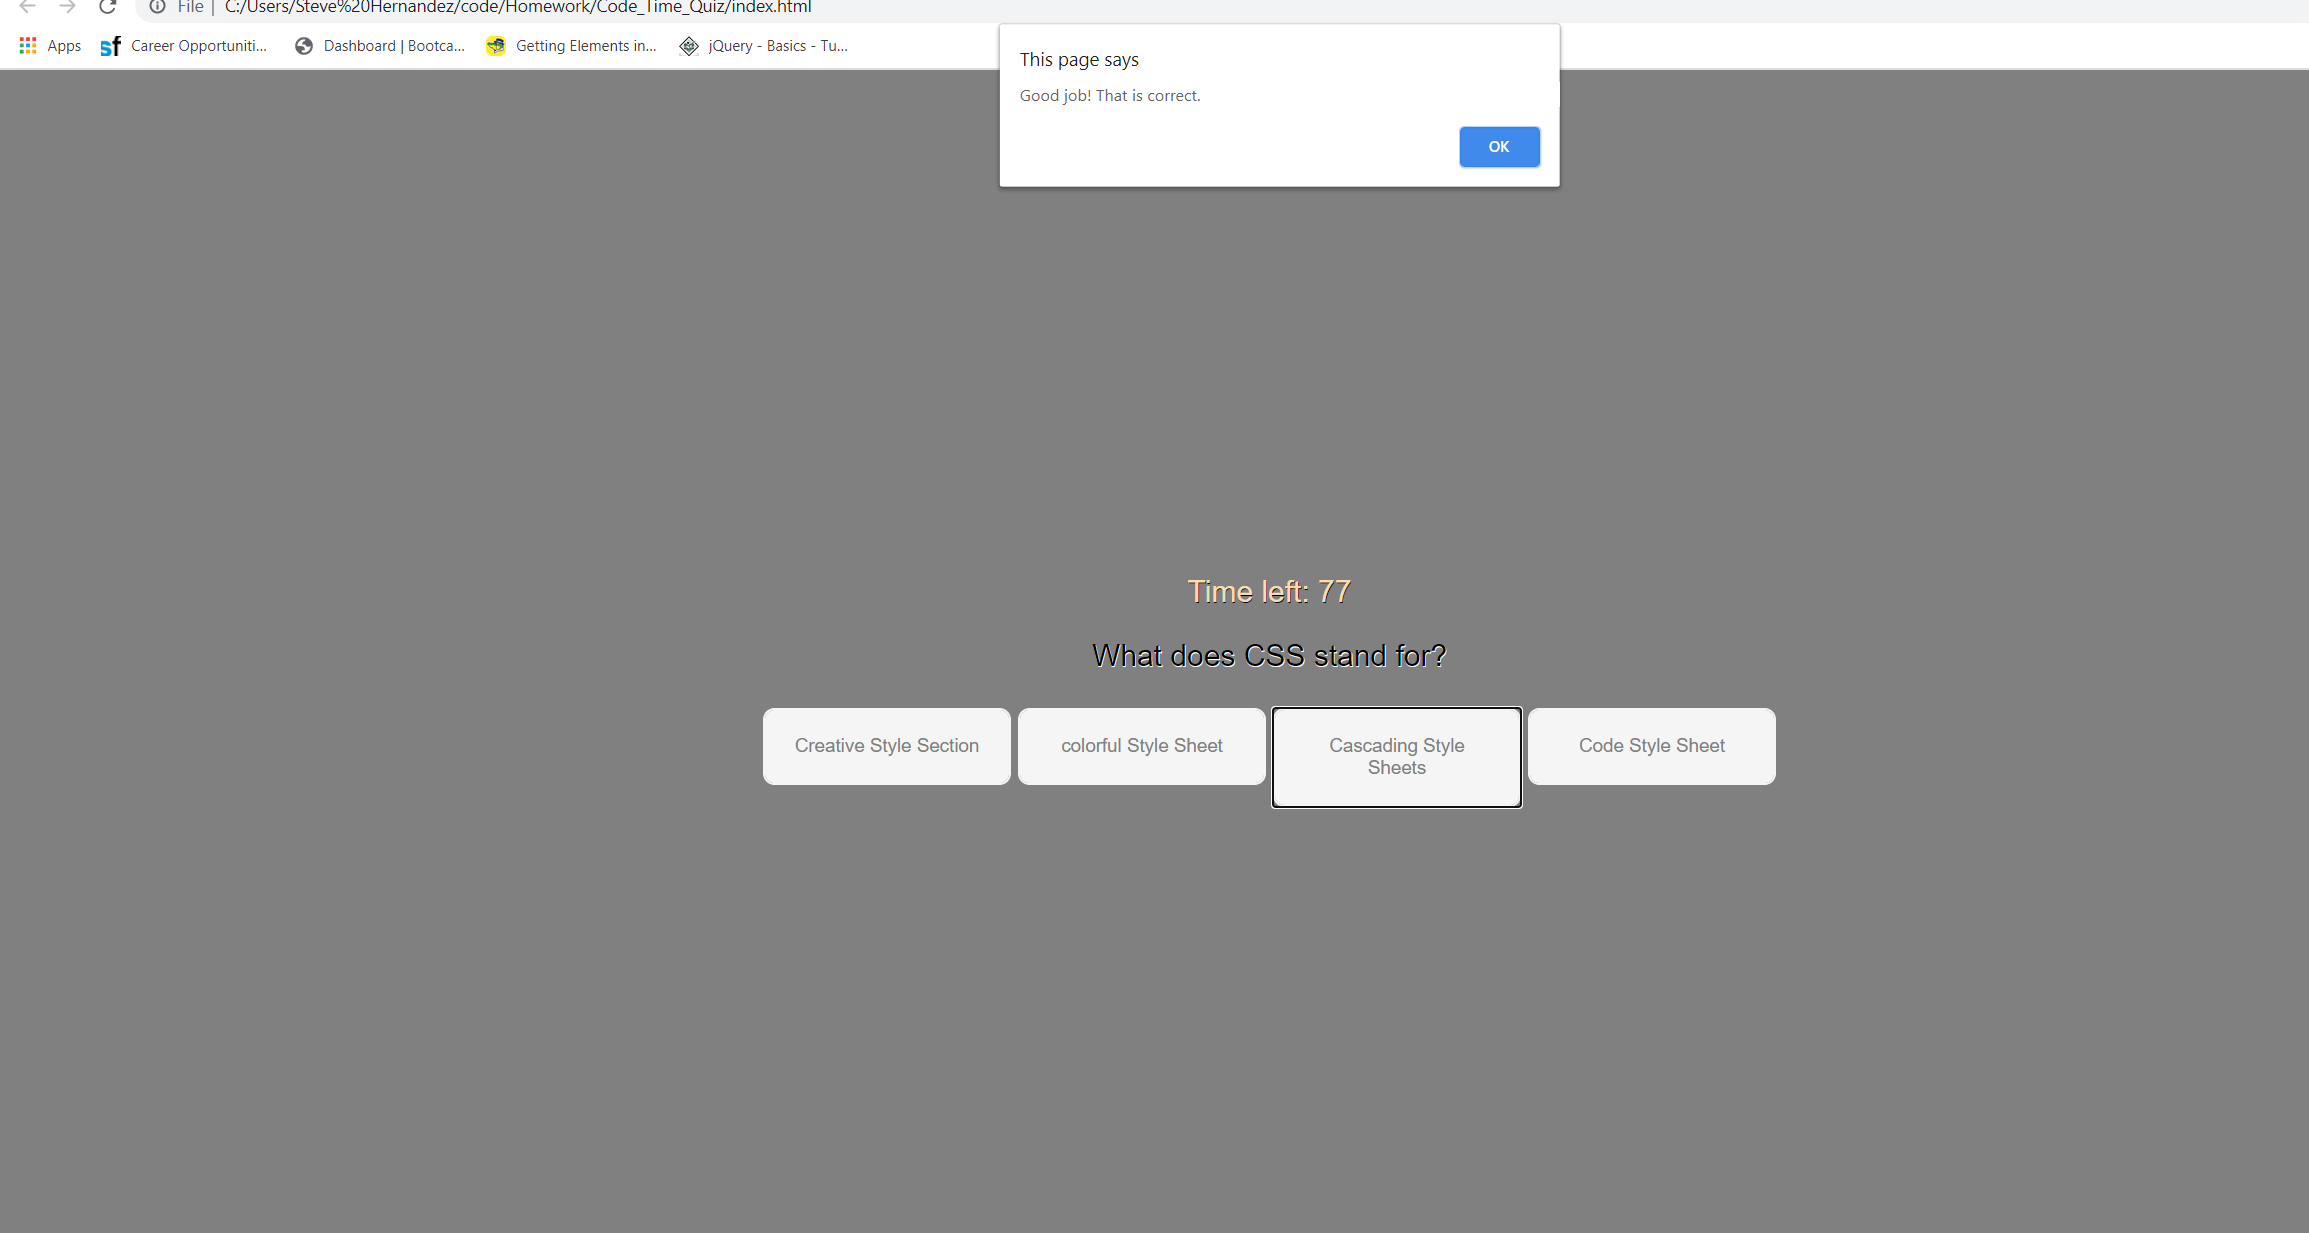 File | C:/Users/Steve%20Hernandez/code/Homework/Code_Time_Quiz/index.html
Apps sf Career Opportuniti... Dashboard | Bootca... Getting Elements in... jQuery - Basics - Tu...
This page says
Good job! That is correct.
OK
Time left: 77
What does CSS stand for?
Creative Style Section
colorful Style Sheet
Cascading Style
Sheets
Code Style Sheet